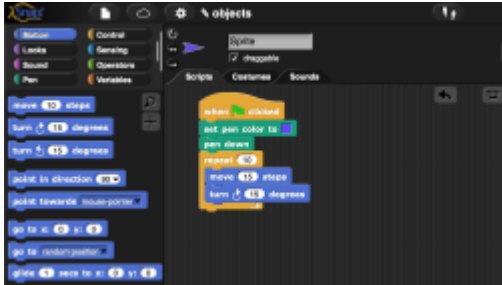 Snap!
objects
Motion
Control
Looks
Sensing
Sound
Operators
Pen
Variables
Sprite
draggable
Scripts Costumes Sounds
move 10 steps
turn 15 degrees
turn 15 degrees
point in direction 90
point towards mouse-pointer
go to x: 0 y: 0
go to random position
glide 1 secs to x: 0 y: 0
when clicked
set pen color to
pen down
repeat 10
move 15 steps
turn 15 degrees